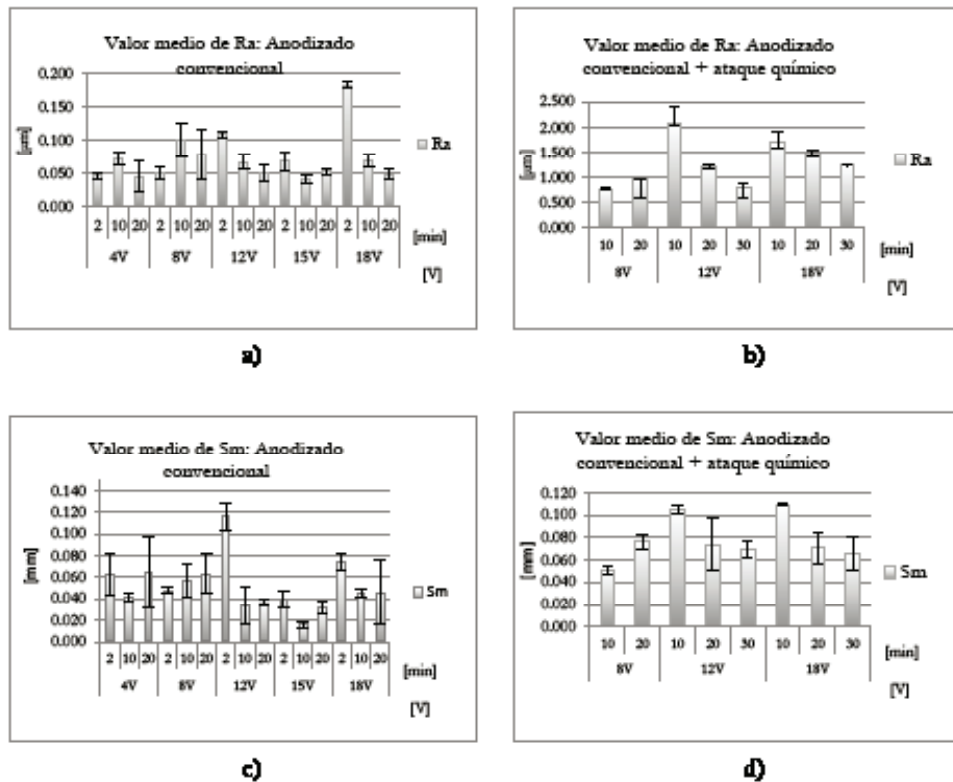 Valor medio de Ra: Anodizado
convencional
0.200
0.150
0.100
0.050
0.000
[µm]
Ra
2 10 20 2 10 20 2 10 20 2 10 20 2 10 20
[min]
4V 8V 12V 15V 18V
[V]
a)
Valor medio de Ra: Anodizado
convencional + ataque químico
2.500
2.000
1.500
1.000
0.500
0.000
[µm]
Ra
10 20 10 20 30 10 20 30
[min]
8V 12V 18V
[V]
b)
Valor medio de Sm: Anodizado
convencional
0.140
0.120
0.100
0.080
0.060
0.040
0.020
0.000
[mm]
Sm
2 10 20 2 10 20 2 10 20 2 10 20 2 10 20
[min]
4V 8V 12V 15V 18V
[V]
c)
Valor medio de Sm: Anodizado
convencional + ataque químico
0.120
0.100
0.080
0.060
0.040
0.020
0.000
[mm]
Sm
10 20 10 20 30 10 20 30
[min]
8V 12V 18V
[V]
d)